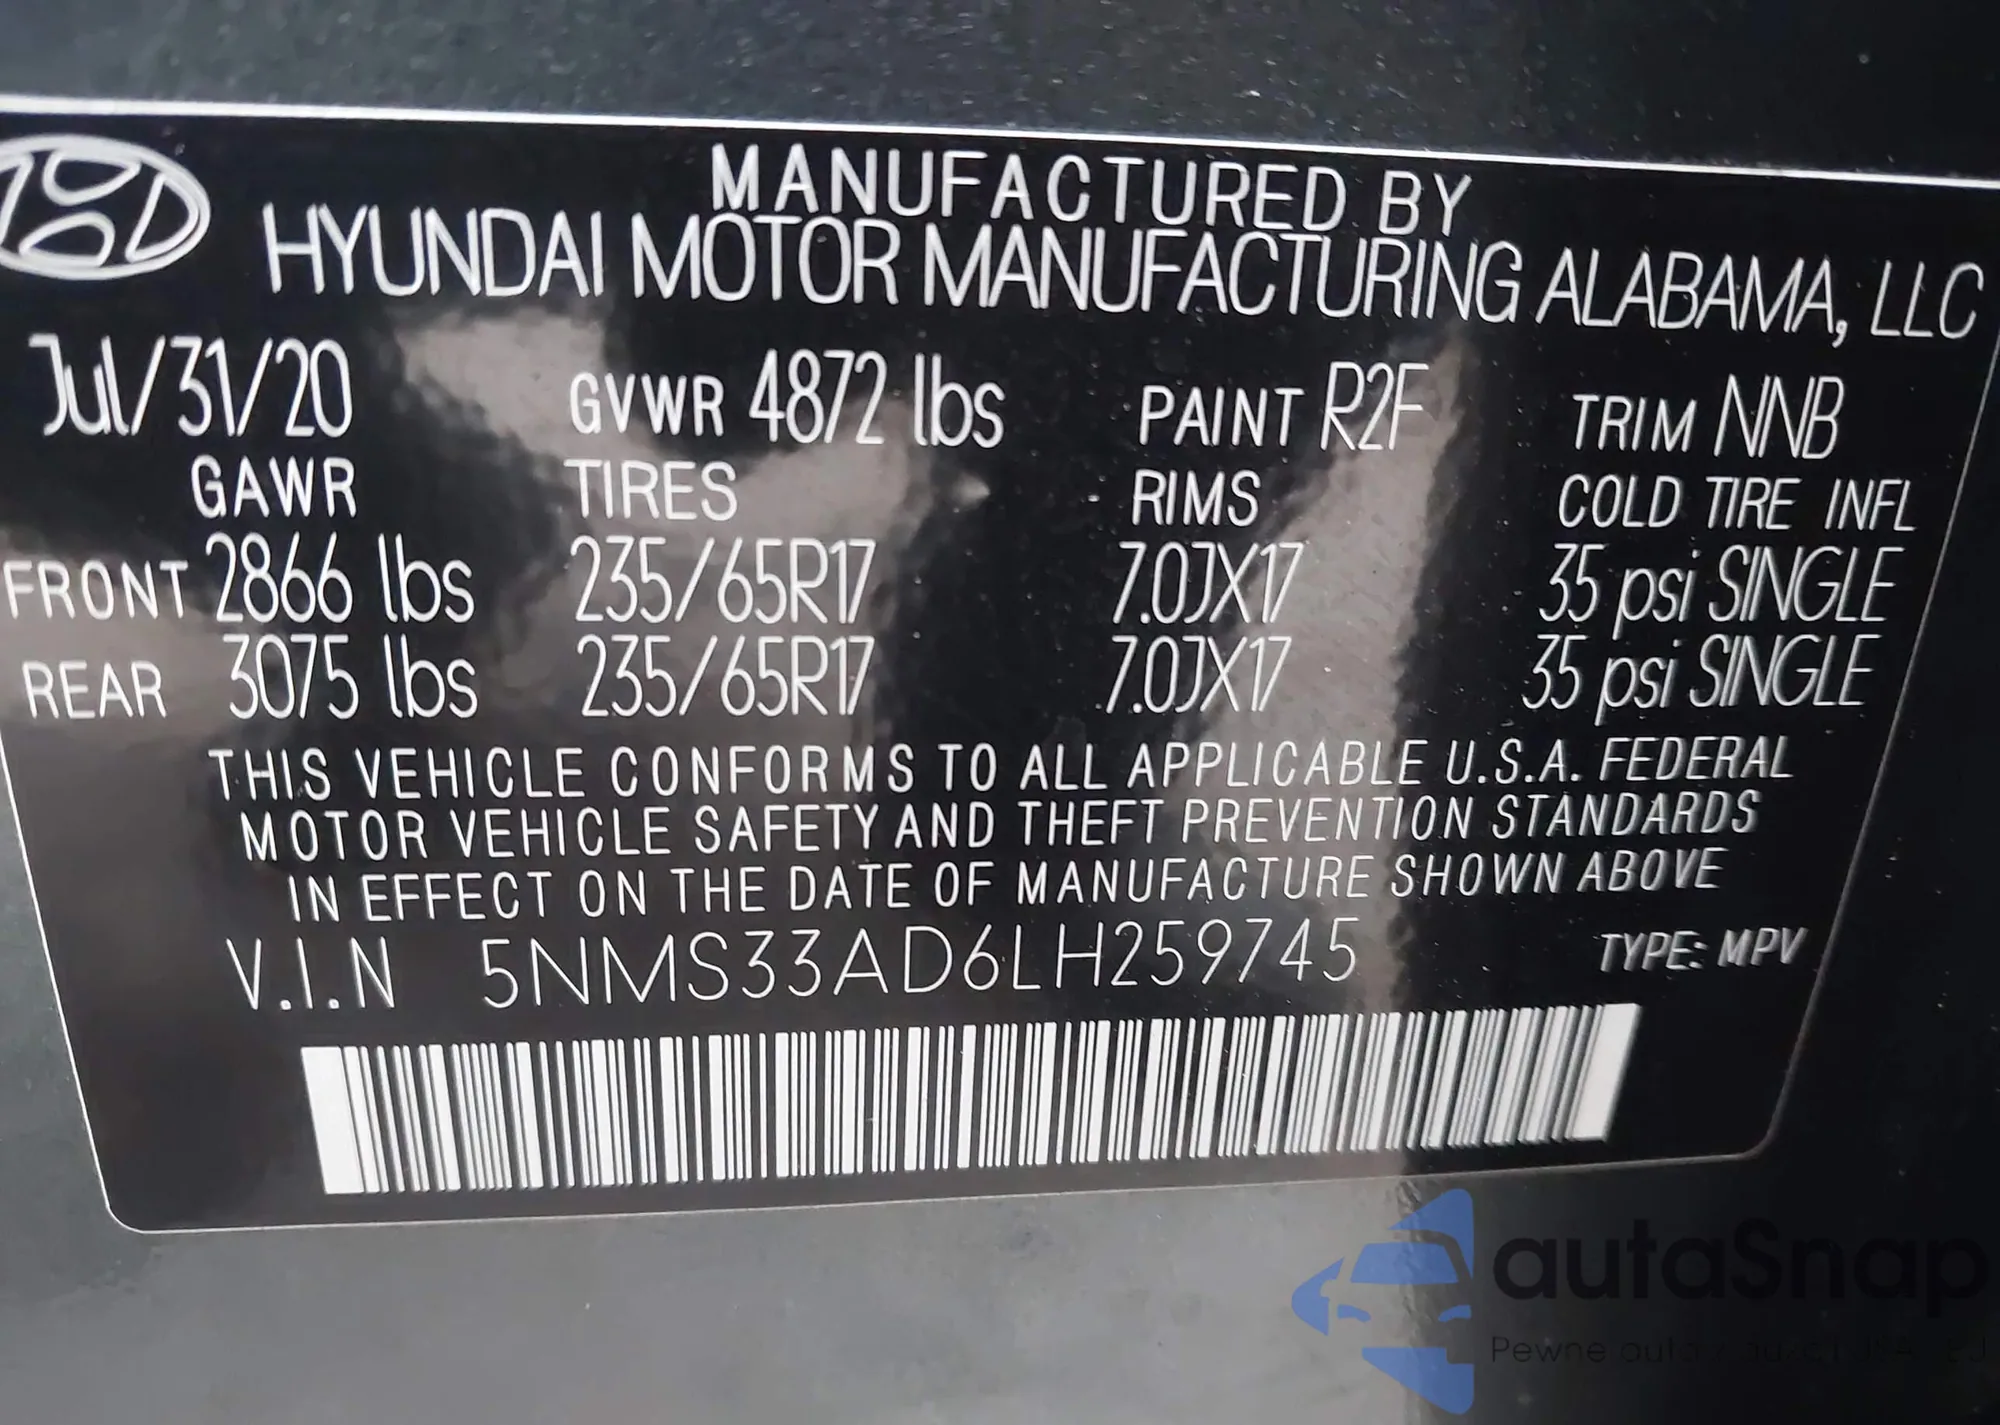 MANUFACTURED BY
HYUNDAI MOTOR MANUFACTURING ALABAMA, LLC
Jul/31/20 GVWR 4872 lbs PAINT R2F TRIM NNB
GAWR TIRES RIMS COLD TIRE INFL
FRONT 2866 lbs 235/65R17 7.0JX17 35 psi SINGLE
REAR 3075 lbs 235/65R17 7.0JX17 35 psi SINGLE
THIS VEHICLE CONFORMS TO ALL APPLICABLE U.S.A. FEDERAL
MOTOR VEHICLE SAFETY AND THEFT PREVENTION STANDARDS
IN EFFECT ON THE DATE OF MANUFACTURE SHOWN ABOVE
V.I.N 5NMS33AD6LH259745 TYPE: MPV
autaSnap
Pewne auta